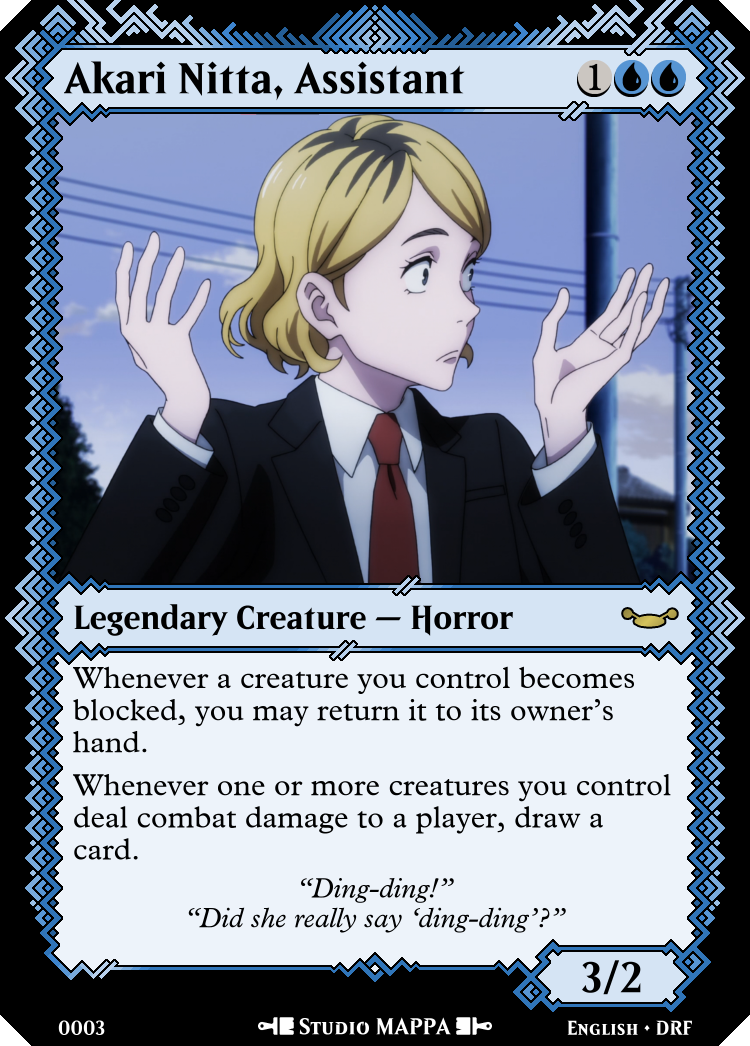 Akari Nitta, Assistant 1
Legendary Creature — Horror
Whenever a creature you control becomes
blocked, you may return it to its owner’s
hand.
Whenever one or more creatures you control
deal combat damage to a player, draw a
card.
“Ding-ding!”
“Did she really say ‘ding-ding’?”
3/2
0003 Studio MAPPA English • DRF